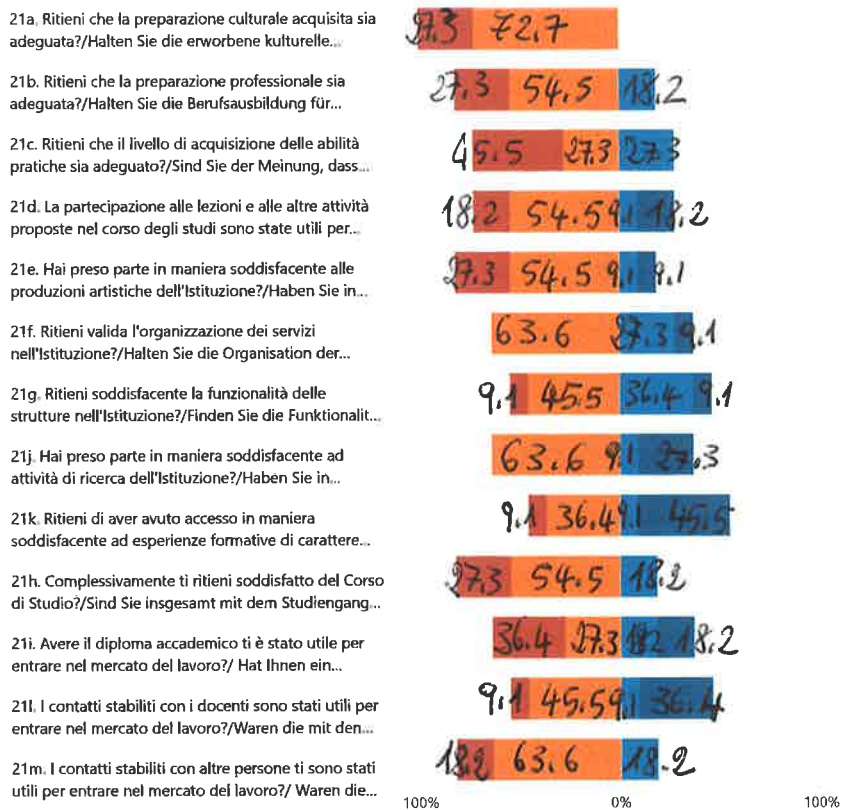 21a. Ritieni che la preparazione culturale acquisita sia
adeguata?/Halten Sie die erworbene kulturelle...
27.3 72.7
21b. Ritieni che la preparazione professionale sia
adeguata?/Halten Sie die Berufsausbildung für...
27.3 54.5 18.2
21c. Ritieni che il livello di acquisizione delle abilità
pratiche sia adeguato?/Sind Sie der Meinung, dass...
45.5 27.3 27.3
21d. La partecipazione alle lezioni e alle altre attività
proposte nel corso degli studi sono state utili per...
18.2 54.5 9.1 18.2
21e. Hai preso parte in maniera soddisfacente alle
produzioni artistiche dell'Istituzione?/Haben Sie in...
27.3 54.5 9.1 9.1
21f. Ritieni valida l'organizzazione dei servizi
nell'Istituzione?/Halten Sie die Organisation der...
63.6 27.3 9.1
21g. Ritieni soddisfacente la funzionalità delle
strutture nell'Istituzione?/Finden Sie die Funktionalit...
9.1 45.5 36.4 9.1
21j. Hai preso parte in maniera soddisfacente ad
attività di ricerca dell'Istituzione?/Haben Sie in...
63.6 9.1 27.3
21k. Ritieni di aver avuto accesso in maniera
soddisfacente ad esperienze formative di carattere...
9.1 36.4 9.1 45.5
21h. Complessivamente ti ritieni soddisfatto del Corso
di Studio?/Sind Sie insgesamt mit dem Studiengang...
27.3 54.5 18.2
21i. Avere il diploma accademico ti è stato utile per
entrare nel mercato del lavoro?/ Hat Ihnen ein...
36.4 27.3 18.2 18.2
21l. I contatti stabiliti con i docenti sono stati utili per
entrare nel mercato del lavoro?/Waren die mit den...
9.1 45.5 9.1 36.4
21m. I contatti stabiliti con altre persone ti sono stati
utili per entrare nel mercato del lavoro?/ Waren die...
18.2 63.6 18.2
100% 0% 100%